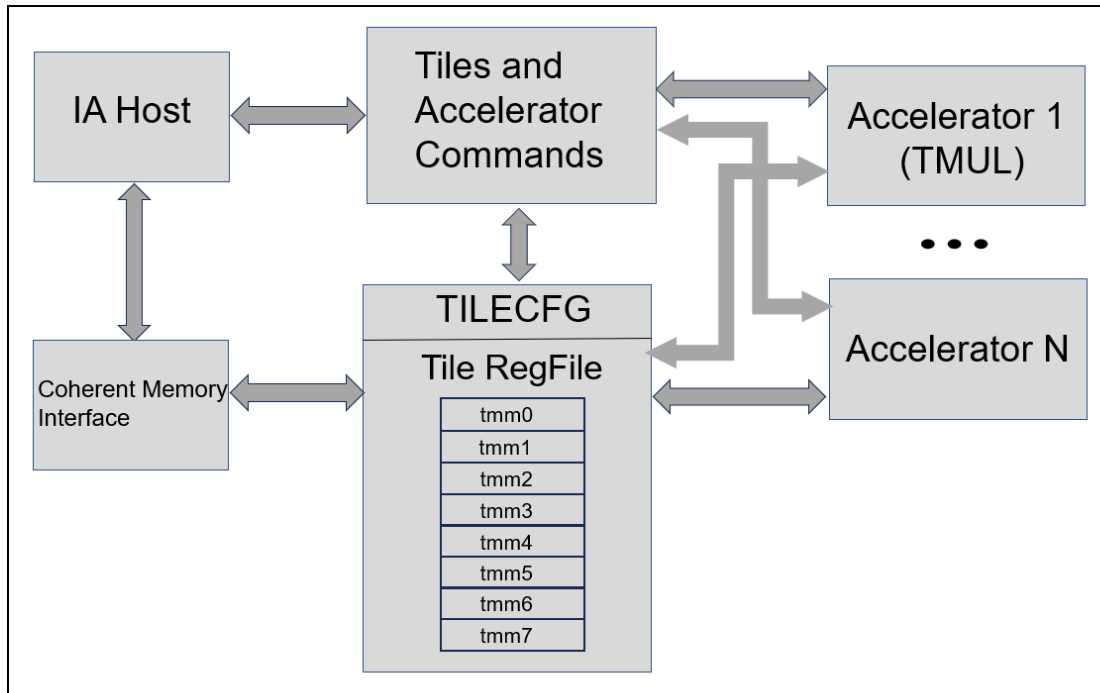 IA Host
Tiles and
Accelerator
Commands
Accelerator 1
(TMUL)
...
Accelerator N
TILECFG
Tile RegFile
tmm0
tmm1
tmm2
tmm3
tmm4
tmm5
tmm6
tmm7
Coherent Memory
Interface